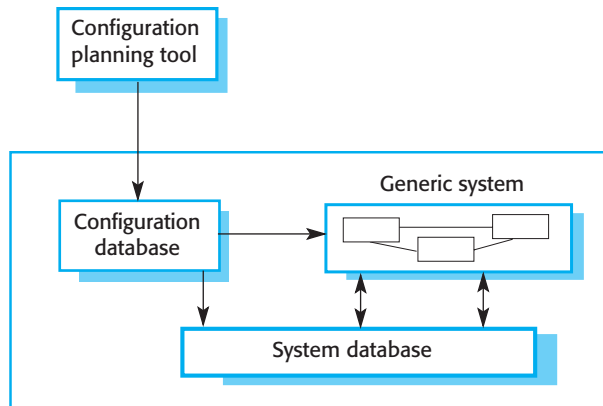 Configuration
planning tool
Generic system
Configuration
database
System database